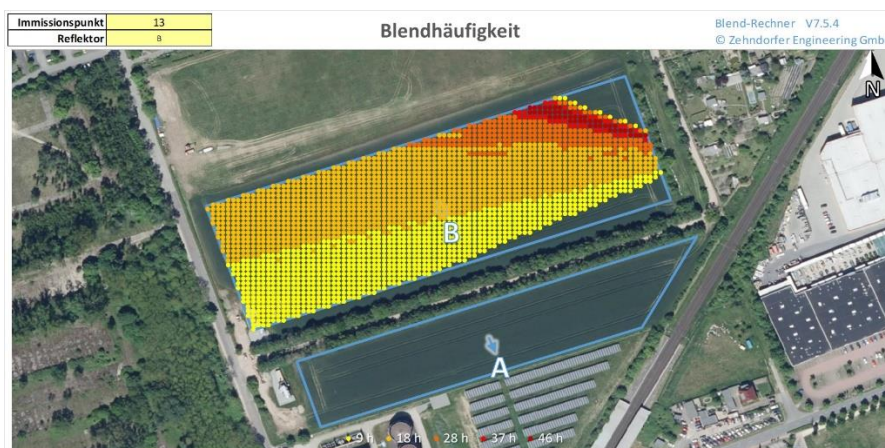 Immissionspunkt 13
Reflektor B
Blendhäufigkeit
Blend-Rechner V7.5.4
© Zehndorfer Engineering Gmb
N
B
A
9 h 18 h 28 h 37 h 46 h